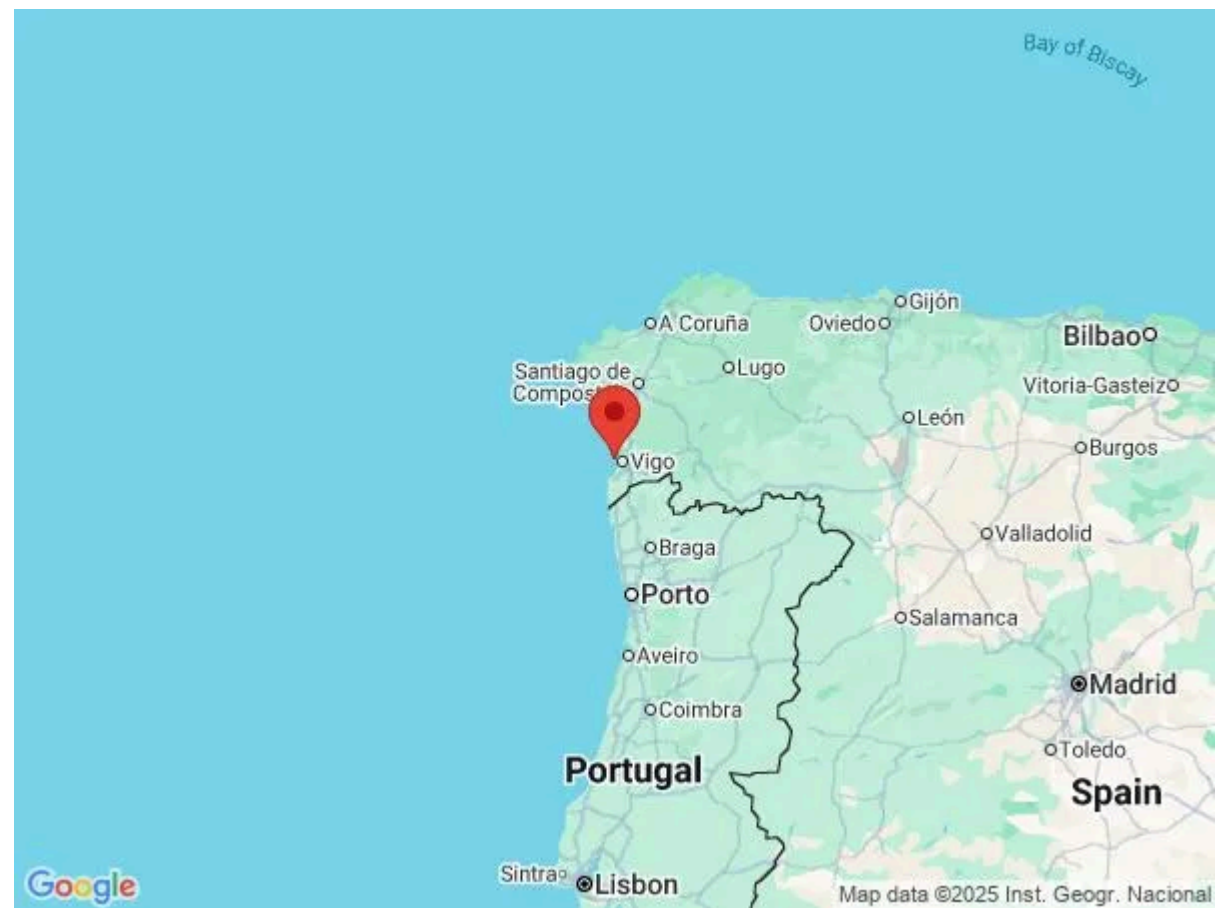 Bay of Biscay
Gijón
A Coruña
Oviedo
Bilbao
Lugo
Santiago de
Compos
Vitoria-Gasteiz
León
Burgos
Vigo
Valladolid
Braga
Porto
Salamanca
Aveiro
Madrid
Coimbra
Toledo
Portugal
Spain
Sintra
Lisbon
Google
Map data ©2025 Inst. Geogr. Nacional